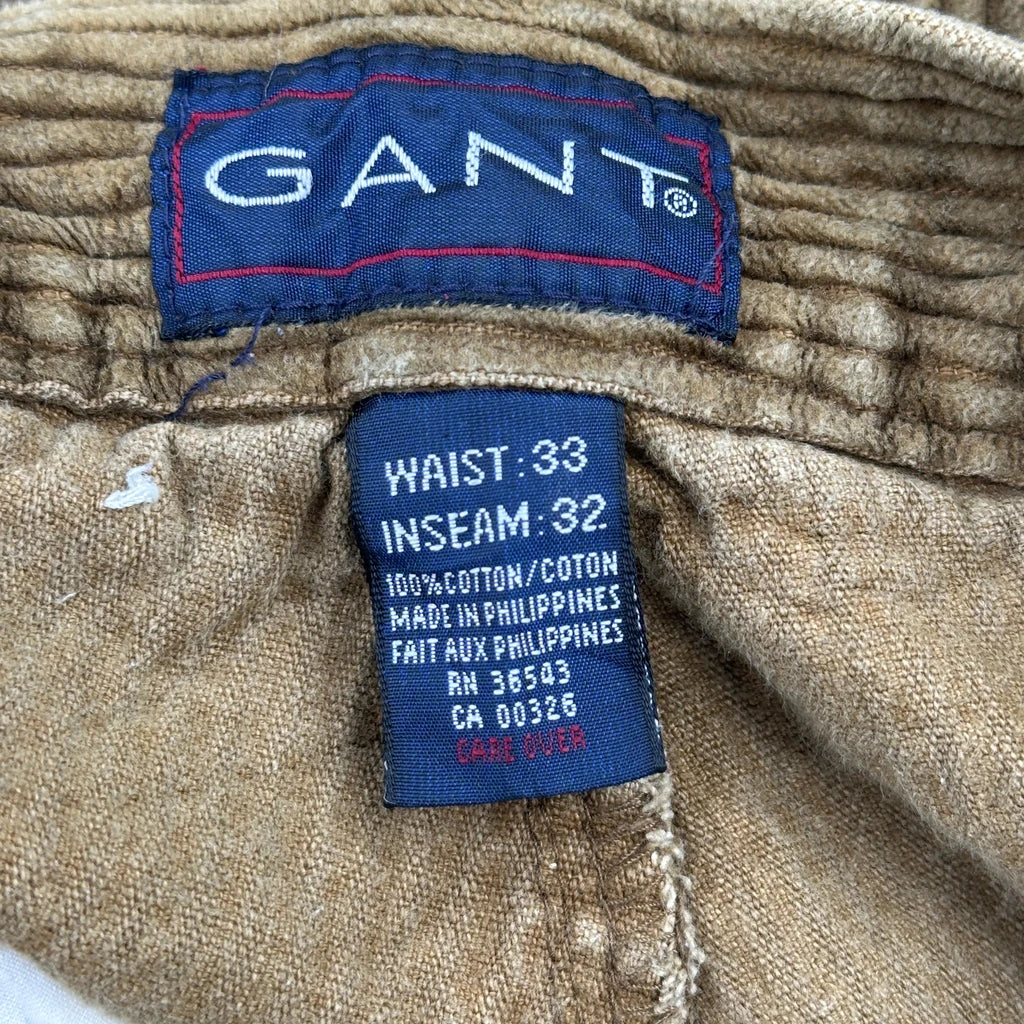 GANT®
WAIST: 33
INSEAM: 32
100% COTTON/COTON
MADE IN PHILIPPINES
FAIT AUX PHILIPPINES
RN 36543
CA 00326
CARE OVER